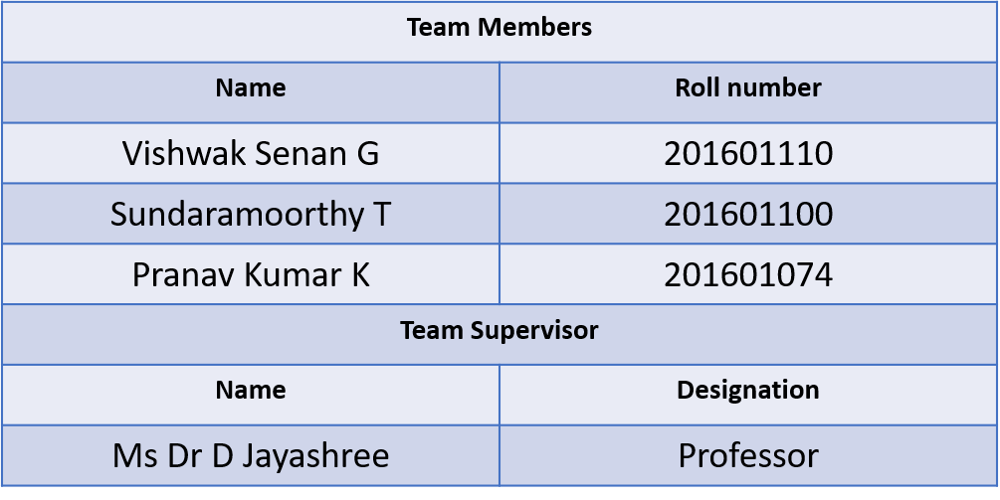 Team Members
Name Roll number
Vishwak Senan G 201601110
Sundaramoorthy T 201601100
Pranav Kumar K 201601074
Team Supervisor
Name Designation
Ms Dr D Jayashree Professor